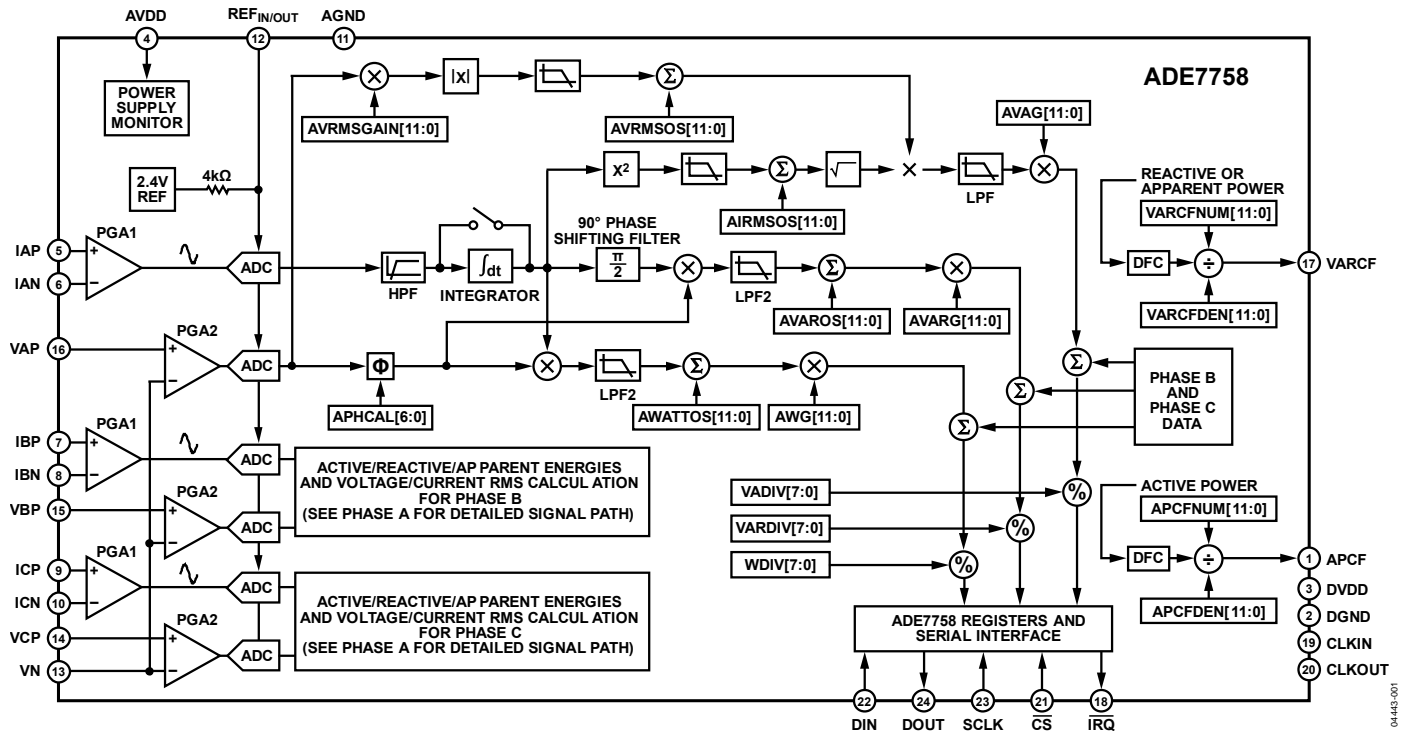 AVDD
REFIN/OUT
AGND
4
12
11
ADE7758
POWER
SUPPLY
MONITOR
|X|
Σ
AVRMSGAIN[11:0]
AVRMSOS[11:0]
AVAG[11:0]
2.4V
REF
4kΩ
X²
Σ
√
LPF
AIRMSOS[11:0]
REACTIVE OR
APPARENT POWER
VARCFNUM[11:0]
DFC
÷
17 VARCF
VARCFDEN[11:0]
IAP 5
IAN 6
PGA1
+
−
ADC
HPF
∫dt
INTEGRATOR
90° PHASE
SHIFTING FILTER
π
2
LPF2
Σ
AVAROS[11:0]
AVARG[11:0]
VAP 16
PGA2
+
−
ADC
Φ
APHCAL[6:0]
LPF2
Σ
AWATTOS[11:0]
AWG[11:0]
Σ
Σ
Σ
PHASE B
AND
PHASE C
DATA
IBP 7
IBN 8
PGA1
+
−
ADC
VBP 15
PGA2
+
−
ADC
ACTIVE/REACTIVE/AP PARENT ENERGIES
AND VOLTAGE/CURRENT RMS CALCULATION
FOR PHASE B
(SEE PHASE A FOR DETAILED SIGNAL PATH)
VADIV[7:0]
%
VARDIV[7:0]
%
WDIV[7:0]
%
ACTIVE POWER
APCFNUM[11:0]
DFC
÷
APCFDEN[11:0]
1 APCF
3 DVDD
2 DGND
19 CLKIN
20 CLKOUT
ICP 9
ICN 10
PGA1
+
−
ADC
VCP 14
VN 13
PGA2
+
−
ADC
ACTIVE/REACTIVE/AP PARENT ENERGIES
AND VOLTAGE/CURRENT RMS CALCULATION
FOR PHASE C
(SEE PHASE A FOR DETAILED SIGNAL PATH)
ADE7758 REGISTERS AND
SERIAL INTERFACE
22
24
23
21
18
DIN
DOUT
SCLK
CS
IRQ
04443-001